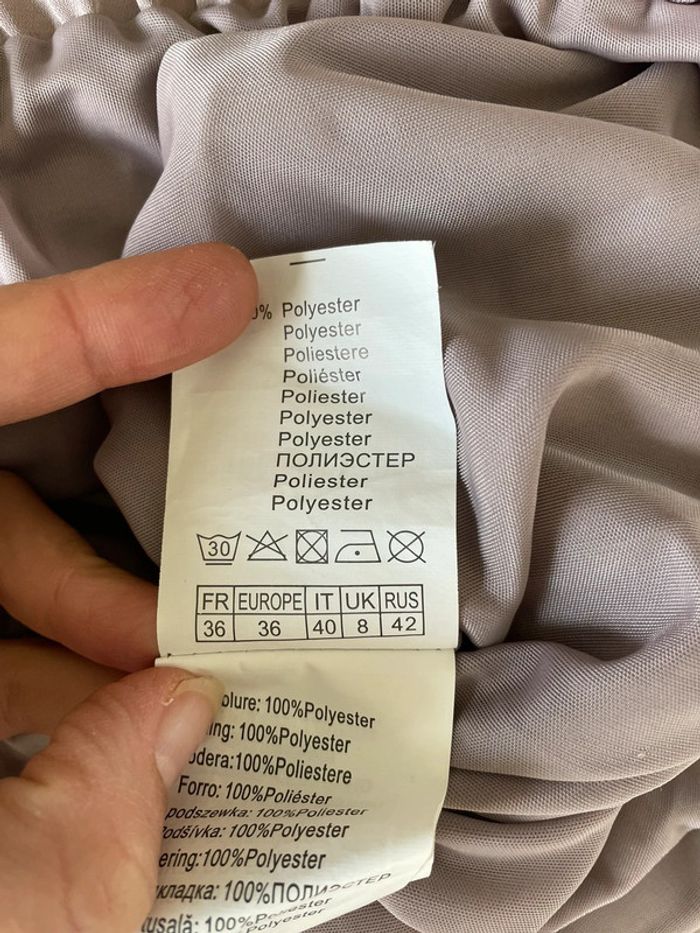 % Polyester
Polyester
Poliestere
Poliéster
Poliester
Polyester
Polyester
ПОЛИЭСТЕР
Poliester
Polyester
30
FR EUROPE IT UK RUS
36 36 40 8 42
olure: 100%Polyester
ing: 100%Polyester
odera: 100%Poliestere
Forro: 100%Poliéster
podszewka: 100%Poliester
odšívka: 100%Polyester
ering:100%Polyester
кладка: 100%ПОЛИЭСТЕР
usală: 100%Poliester
Polyester